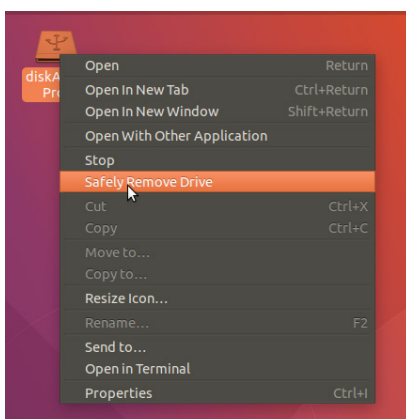 diskA
Pro
Open Return
Open In New Tab Ctrl+Return
Open In New Window Shift+Return
Open With Other Application
Stop
Safely Remove Drive
Cut Ctrl+X
Copy Ctrl+C
Move to...
Copy to...
Resize Icon...
Rename... F2
Send to...
Open in Terminal
Properties Ctrl+I